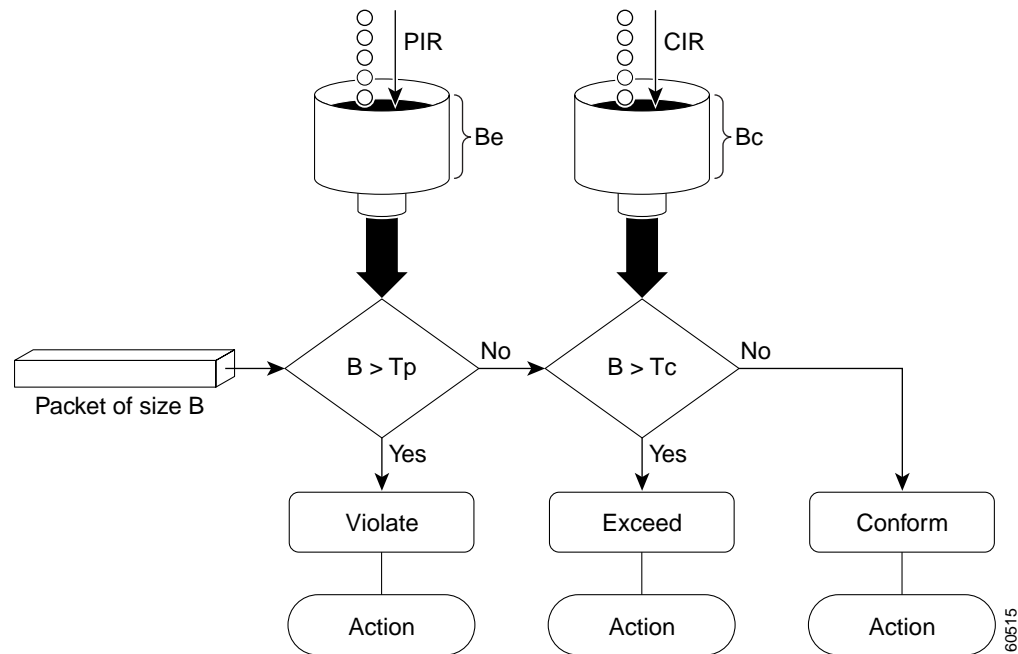 PIR
CIR
Be
Bc
B > Tp
No
B > Tc
No
Packet of size B
Yes
Yes
Violate
Exceed
Conform
Action
Action
Action
60515